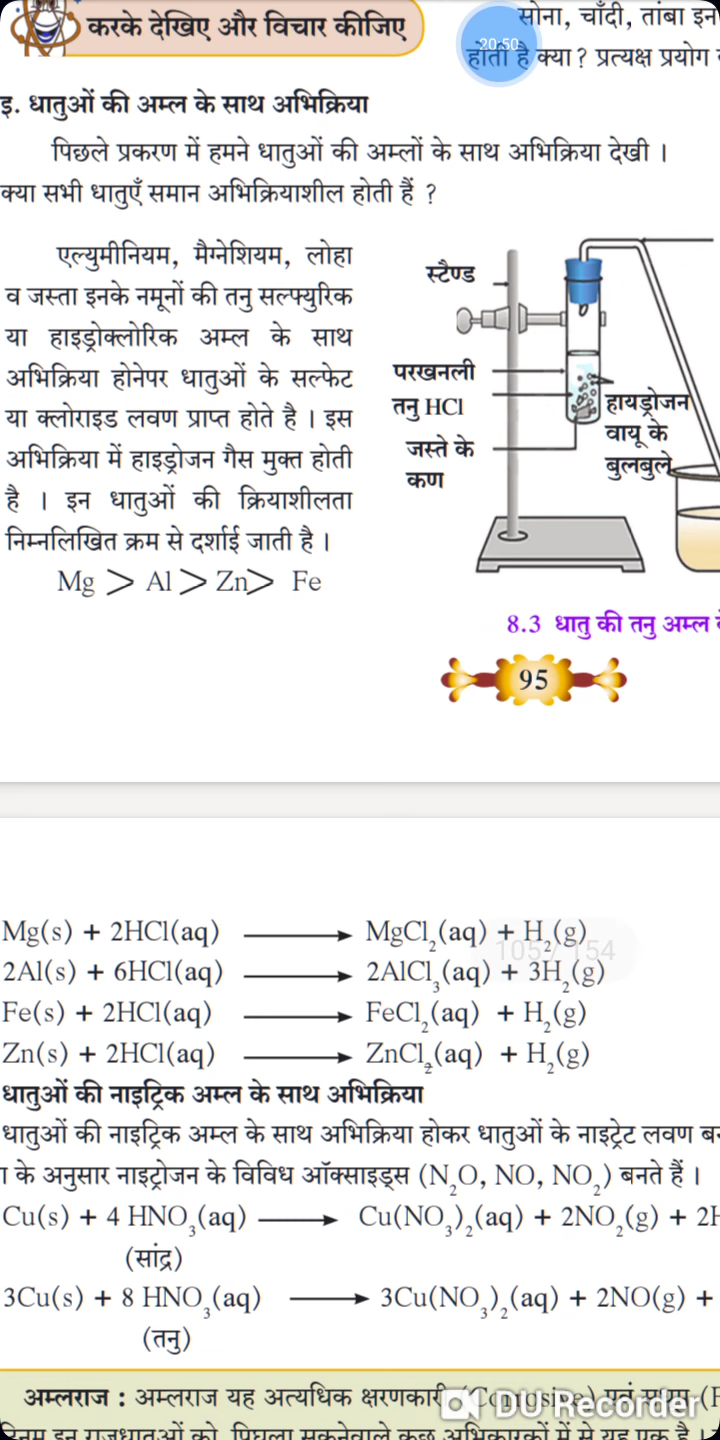 करके देखिए और विचार कीजिए
सोना, चाँदी, तांबा इन
20:50
होती है क्या? प्रत्यक्ष प्रयोग
इ. धातुओं की अम्ल के साथ अभिक्रिया
पिछले प्रकरण में हमने धातुओं की अम्लों के साथ अभिक्रिया देखी ।
क्या सभी धातुएँ समान अभिक्रियाशील होती हैं ?
एल्युमीनियम, मैग्नेशियम, लोहा
व जस्ता इनके नमूनों की तनु सल्फ्युरिक
या हाइड्रोक्लोरिक अम्ल के साथ
अभिक्रिया होनेपर धातुओं के सल्फेट
या क्लोराइड लवण प्राप्त होते है । इस
अभिक्रिया में हाइड्रोजन गैस मुक्त होती
है । इन धातुओं की क्रियाशीलता
निम्नलिखित क्रम से दर्शाई जाती है ।
Mg > Al > Zn> Fe
स्टैण्ड
परखनली
तनु HCl
जस्ते के
कण
हायड्रोजन
वायू के
बुलबुले
8.3 धातु की तनु अम्ल
95
Mg(s) + 2HCl(aq) ⟶ MgCl₂(aq) + H₂(g)
105 / 154
2Al(s) + 6HCl(aq) ⟶ 2AlCl₃(aq) + 3H₂(g)
Fe(s) + 2HCl(aq) ⟶ FeCl₂(aq) + H₂(g)
Zn(s) + 2HCl(aq) ⟶ ZnCl₂(aq) + H₂(g)
धातुओं की नाइट्रिक अम्ल के साथ अभिक्रिया
धातुओं की नाइट्रिक अम्ल के साथ अभिक्रिया होकर धातुओं के नाइट्रेट लवण
के अनुसार नाइट्रोजन के विविध ऑक्साइड्स (N₂O, NO, NO₂) बनते हैं ।
Cu(s) + 4 HNO₃(aq) ⟶ Cu(NO₃)₂(aq) + 2NO₂(g) + 2H
(सांद्र)
3Cu(s) + 8 HNO₃(aq) ⟶ 3Cu(NO₃)₂(aq) + 2NO(g) +
(तनु)
अम्लराज : अम्लराज यह अत्यधिक क्षरणकारी (Corrosive) एवं
DU Recorder